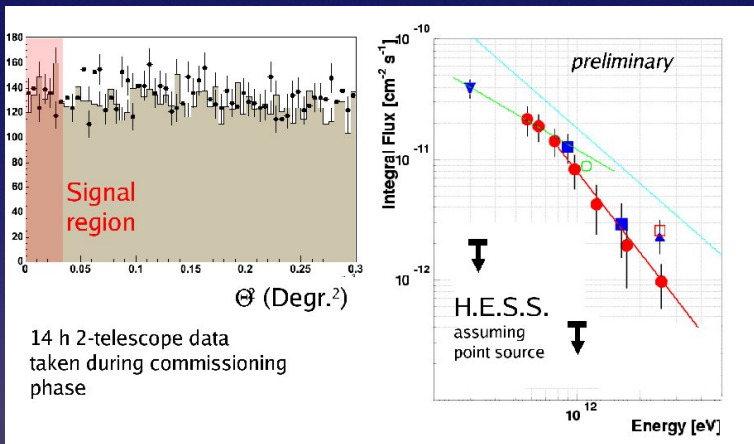 180
160
140
120
100
80
60
40
20
0
Signal
region
0 0.05 0.1 0.15 0.2 0.25 0.3
Θ² (Degr.²)
14 h 2-telescope data
taken during commissioning
phase
Integral Flux [cm⁻² s⁻¹]
10⁻¹⁰
10⁻¹¹
10⁻¹²
preliminary
H.E.S.S.
assuming
point source
10¹²
Energy [eV]